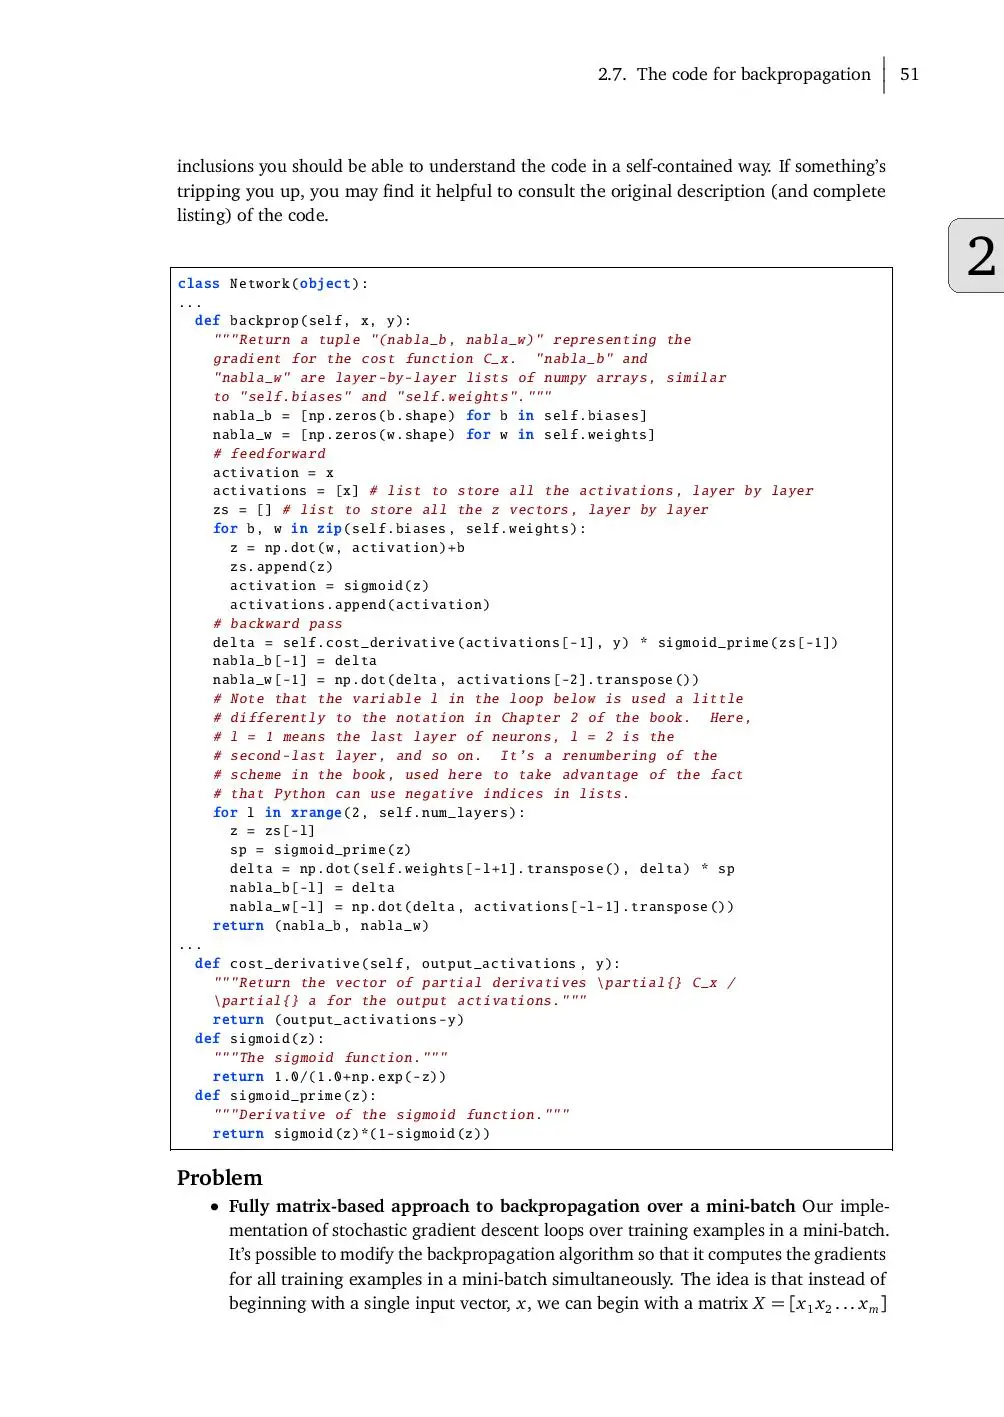 2.7. The code for backpropagation 51
inclusions you should be able to understand the code in a self-contained way. If something's
tripping you up, you may find it helpful to consult the original description (and complete
listing) of the code.
2
class Network(object):
...
  def backprop(self, x, y):
    """Return a tuple "(nabla_b, nabla_w)" representing the
    gradient for the cost function C_x.  "nabla_b" and
    "nabla_w" are layer-by-layer lists of numpy arrays, similar
    to "self.biases" and "self.weights"."""
    nabla_b = [np.zeros(b.shape) for b in self.biases]
    nabla_w = [np.zeros(w.shape) for w in self.weights]
    # feedforward
    activation = x
    activations = [x] # list to store all the activations, layer by layer
    zs = [] # list to store all the z vectors, layer by layer
    for b, w in zip(self.biases, self.weights):
      z = np.dot(w, activation)+b
      zs.append(z)
      activation = sigmoid(z)
      activations.append(activation)
    # backward pass
    delta = self.cost_derivative(activations[-1], y) * sigmoid_prime(zs[-1])
    nabla_b[-1] = delta
    nabla_w[-1] = np.dot(delta, activations[-2].transpose())
    # Note that the variable l in the loop below is used a little
    # differently to the notation in Chapter 2 of the book.  Here,
    # l = 1 means the last layer of neurons, l = 2 is the
    # second-last layer, and so on.  It's a renumbering of the
    # scheme in the book, used here to take advantage of the fact
    # that Python can use negative indices in lists.
    for l in xrange(2, self.num_layers):
      z = zs[-l]
      sp = sigmoid_prime(z)
      delta = np.dot(self.weights[-l+1].transpose(), delta) * sp
      nabla_b[-l] = delta
      nabla_w[-l] = np.dot(delta, activations[-l-1].transpose())
    return (nabla_b, nabla_w)
...
  def cost_derivative(self, output_activations, y):
    """Return the vector of partial derivatives \partial{} C_x /
    \partial{} a for the output activations."""
    return (output_activations-y)
  def sigmoid(z):
    """The sigmoid function."""
    return 1.0/(1.0+np.exp(-z))
  def sigmoid_prime(z):
    """Derivative of the sigmoid function."""
    return sigmoid(z)*(1-sigmoid(z))
Problem
• Fully matrix-based approach to backpropagation over a mini-batch Our imple-
mentation of stochastic gradient descent loops over training examples in a mini-batch.
It's possible to modify the backpropagation algorithm so that it computes the gradients
for all training examples in a mini-batch simultaneously. The idea is that instead of
beginning with a single input vector, x, we can begin with a matrix X = [x₁x₂...xₘ]